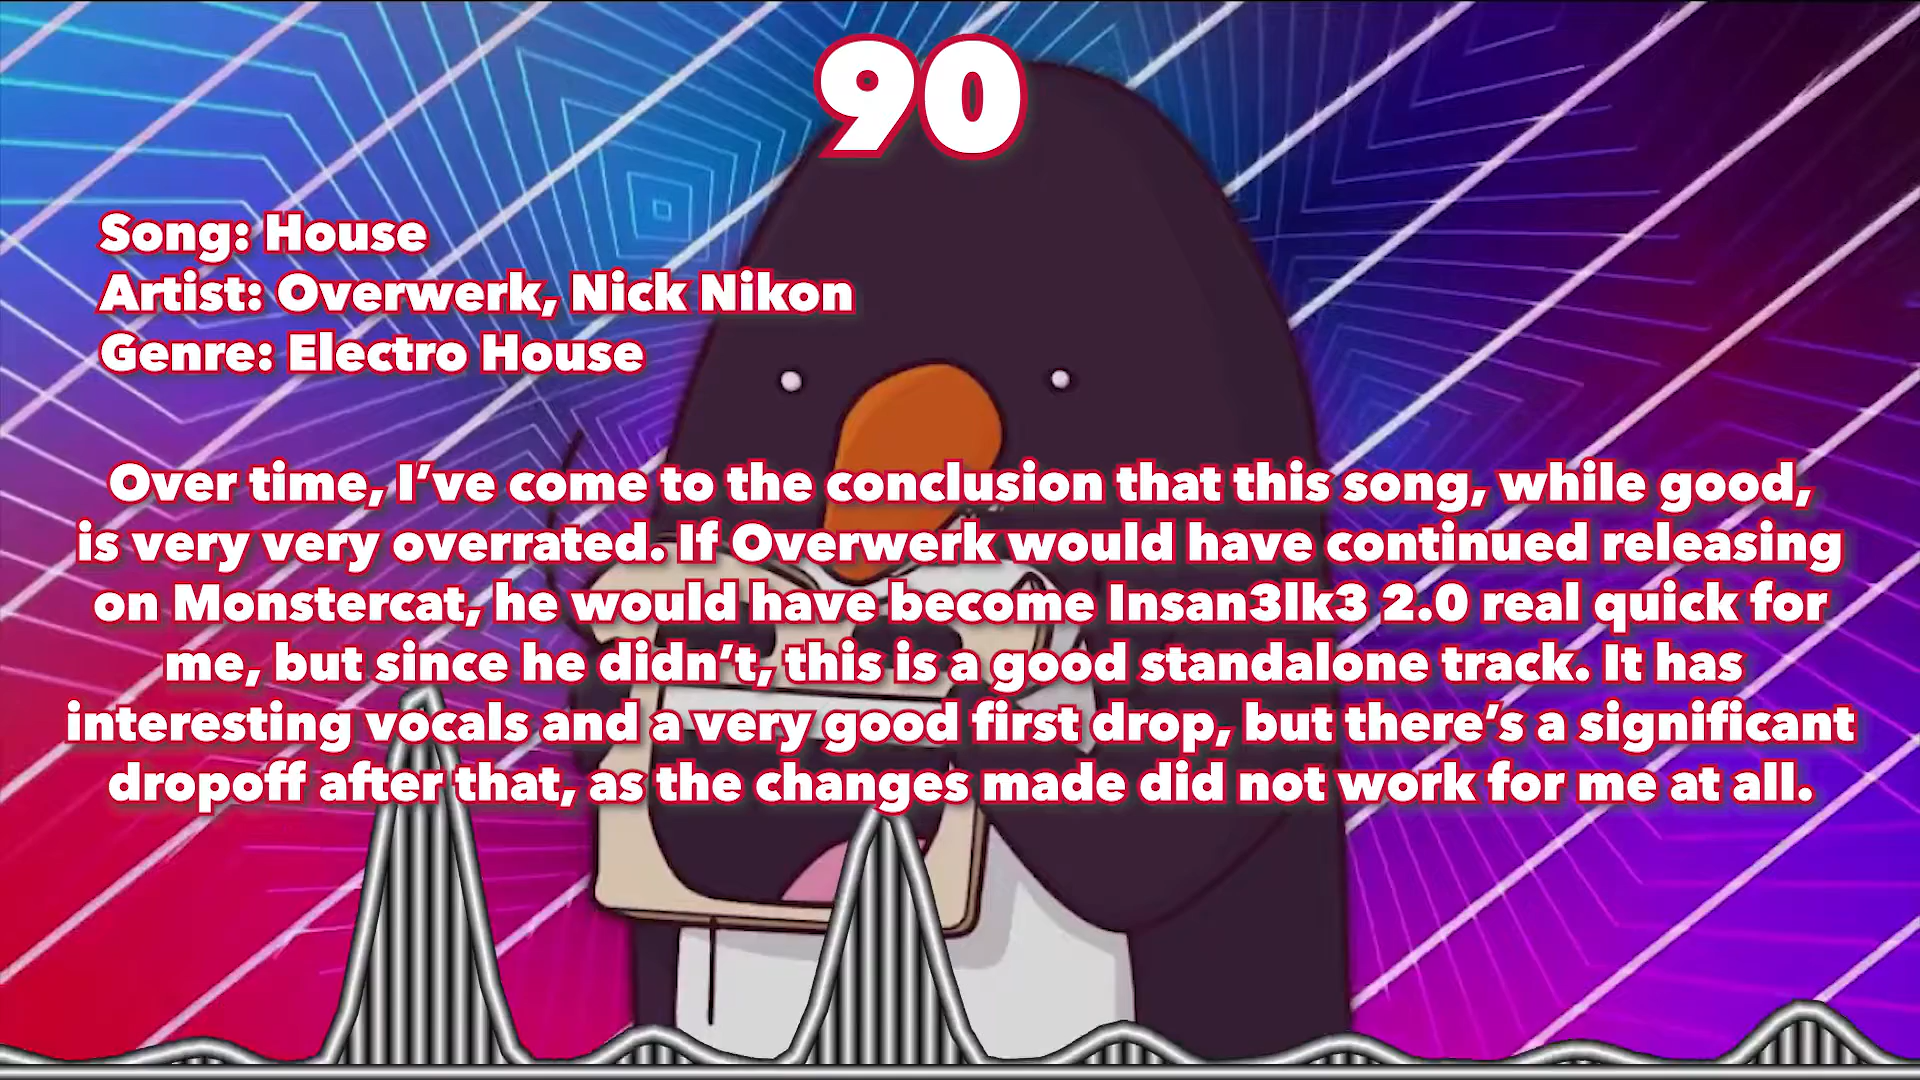 90
Song: House
Artist: Overwerk, Nick Nikon
Genre: Electro House
Over time, I’ve come to the conclusion that this song, while good,
is very very overrated. If Overwerk would have continued releasing
on Monstercat, he would have become Insan3lk3 2.0 real quick for
me, but since he didn’t, this is a good standalone track. It has
interesting vocals and a very good first drop, but there’s a significant
dropoff after that, as the changes made did not work for me at all.